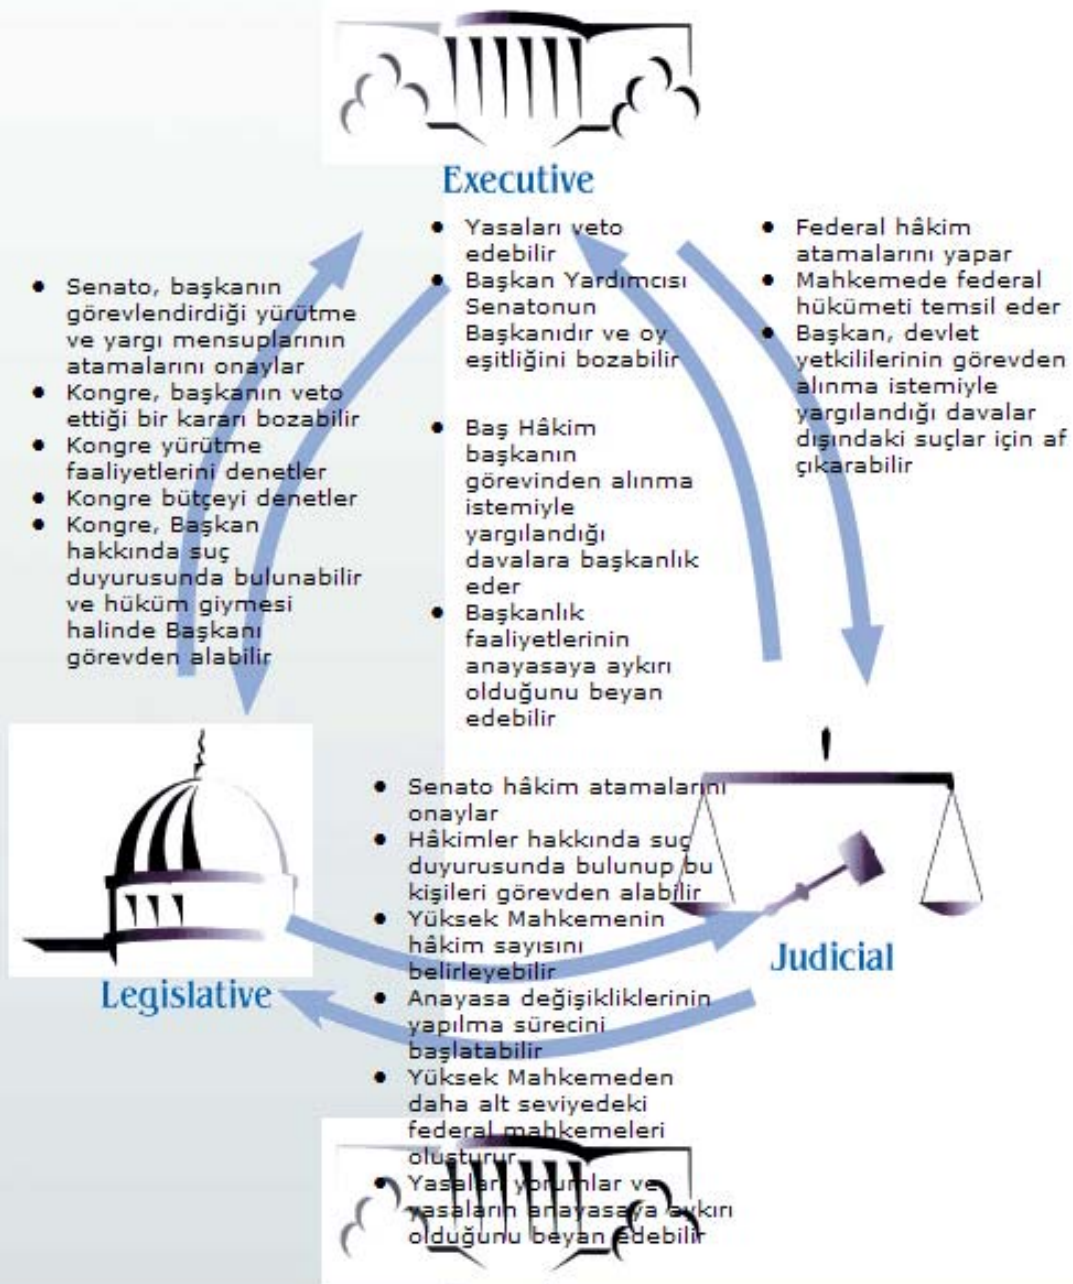 Executive
Senato, başkanın
görevlendirdiği yürütme
ve yargı mensuplarının
atamalarını onaylar
Kongre, başkanın veto
ettiği bir kararı bozabilir
Kongre yürütme
faaliyetlerini denetler
Kongre bütçeyi denetler
Kongre, Başkan
hakkında suç
duyurusunda bulunabilir
ve hüküm giymesi
halinde Başkanı
görevden alabilir
Yasaları veto
edebilir
Başkan Yardımcısı
Senatonun
Başkanıdır ve oy
eşitliğini bozabilir
Federal hâkim
atamalarını yapar
Mahkemede federal
hükümeti temsil eder
Başkan, devlet
yetkililerinin görevden
alınma istemiyle
yargılandığı davalar
dışındaki suçlar için af
çıkarabilir
Baş Hâkim
başkanın
görevinden alınma
istemiyle
yargılandığı
davalara başkanlık
eder
Başkanlık
faaliyetlerinin
anayasaya aykırı
olduğunu beyan
edebilir
Legislative
Senato hâkim atamalarını
onaylar
Hâkimler hakkında suç
duyurusunda bulunup bu
kişileri görevden alabilir
Yüksek Mahkemenin
hâkim sayısını
belirleyebilir
Anayasa değişikliklerinin
yapılma sürecini
başlatabilir
Yüksek Mahkemeden
daha alt seviyedeki
federal mahkemeleri
oluşturur
Yasaları yorumlar ve
yasaların anayasaya aykırı
olduğunu beyan edebilir
Judicial